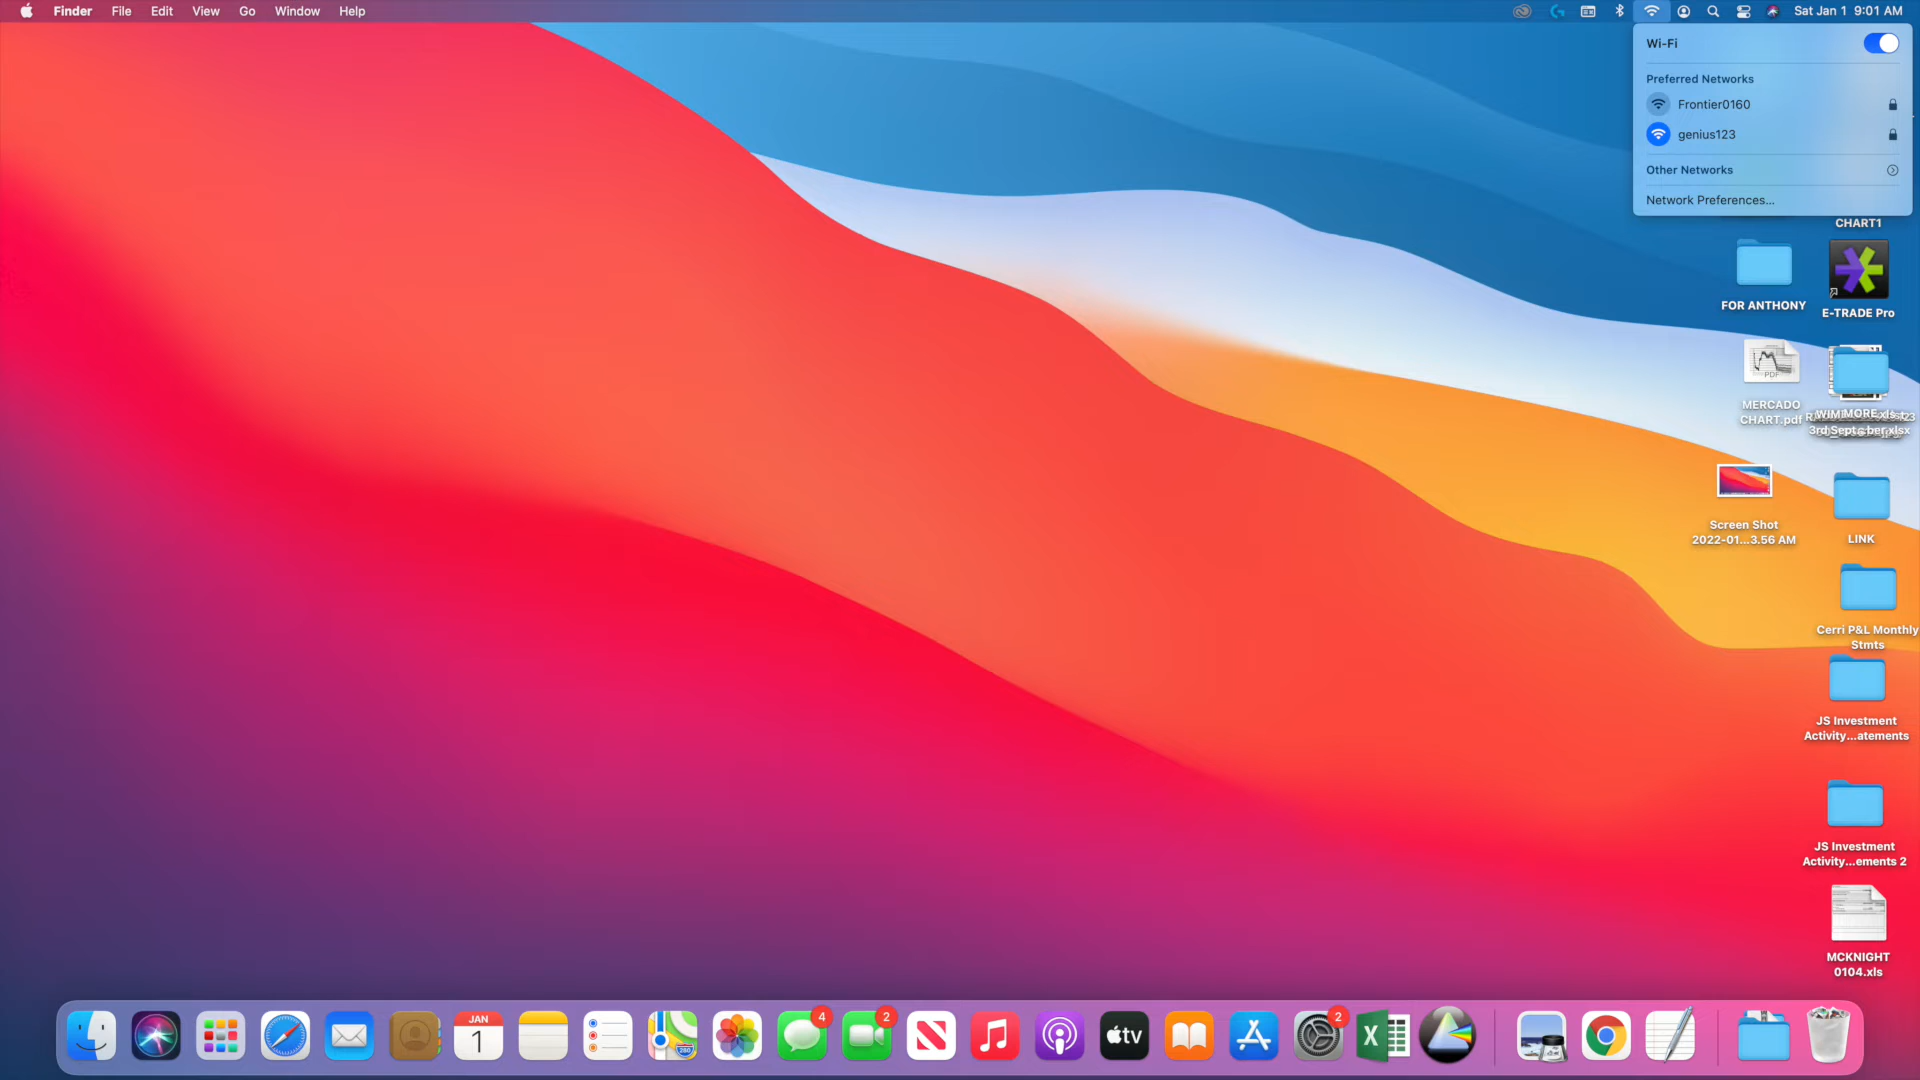 Finder File Edit View Go Window Help
Sat Jan 1 9:01 AM
Wi-Fi
Preferred Networks
Frontier0160
genius123
Other Networks
Network Preferences...
CHART1
FOR ANTHONY
E-TRADE Pro
PDF
MERCADO
CHART.pdf
MORE
Screen Shot
2022-01...3.56 AM
LINK
Cerri P&L Monthly
Stmts
JS Investment
Activity...atements
JS Investment
Activity...ements 2
MCKNIGHT
0104.xls
JAN
1
280
4
2
tv
2
X